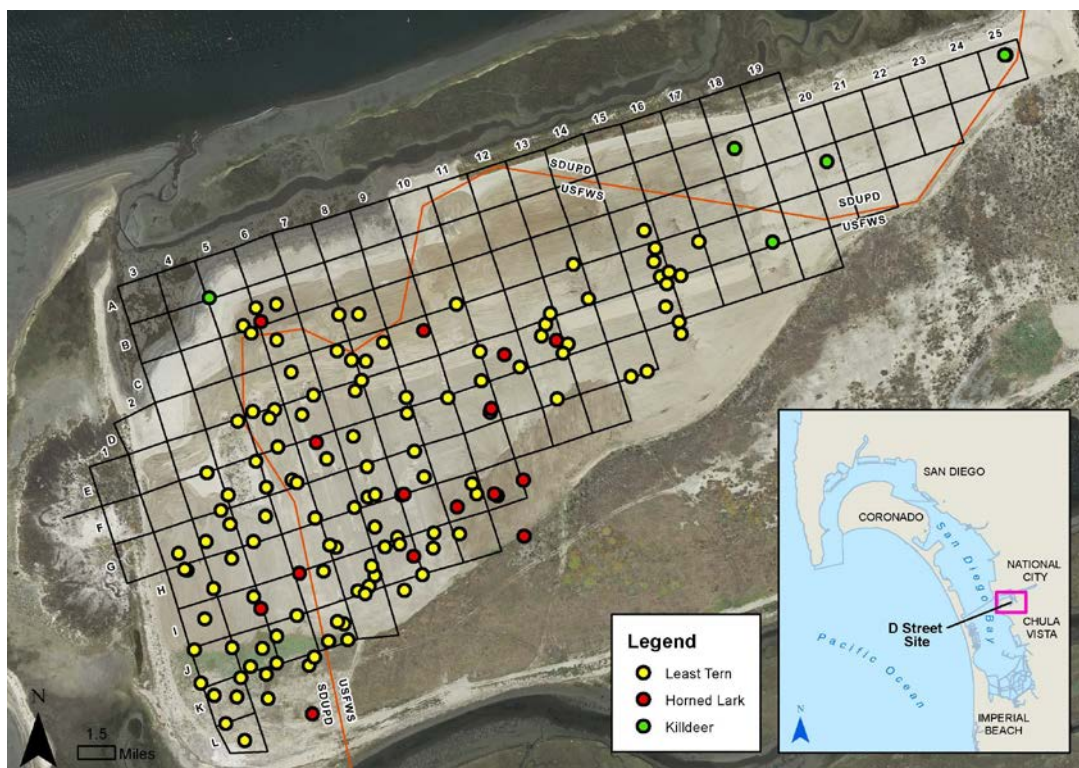 3
4
5
6
7
8
9
10
11
12
13
14
15
16
17
18
19
20
21
22
23
24
25
A
B
C
2
D
1
E
F
G
H
I
J
K
L
SDUPD
USFWS
SDUPD
USFWS
SDUPD
USFWS
N
1.5
Miles
Legend
Least Tern
Horned Lark
Killdeer
SAN DIEGO
CORONADO
San Diego Bay
NATIONAL
CITY
CHULA
VISTA
D Street
Site
Pacific Ocean
IMPERIAL
BEACH
N